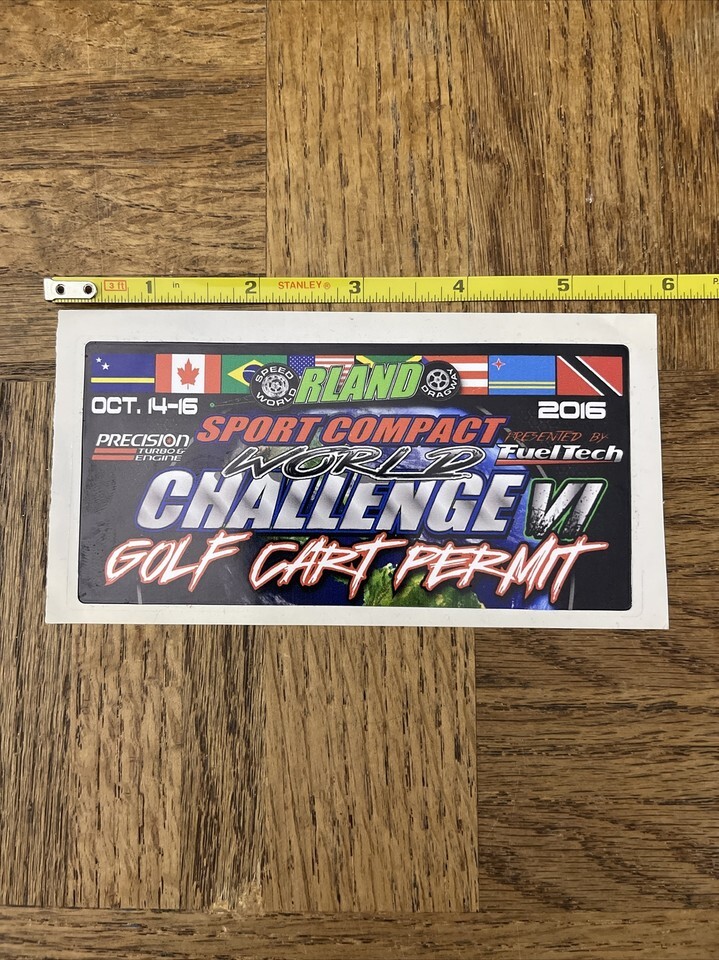 3 ft 1 in 2 STANLEY® 3 4 5 6
SPEED WORLD RLAND DRAGWAY
OCT. 14-16 2016
SPORT COMPACT
PRECISION TURBO & ENGINE
WORLD
PRESENTED BY FuelTech
CHALLENGE VI
GOLF CART PERMIT